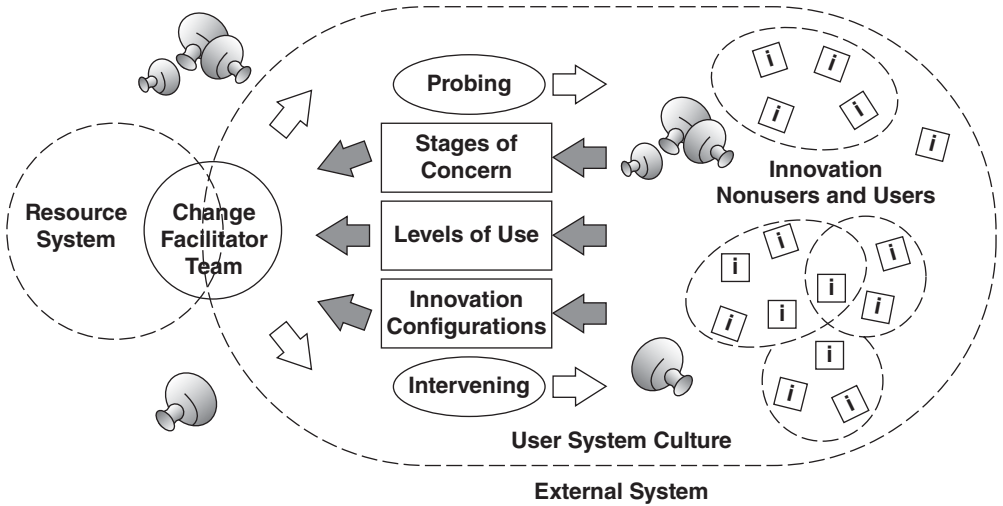 Probing
Stages of
Concern
Levels of Use
Innovation
Configurations
Intervening
Resource
System
Change
Facilitator
Team
i
i
i
i
i
Innovation
Nonusers and Users
i
i
i
i
i
i
i
i
i
i
User System Culture
External System